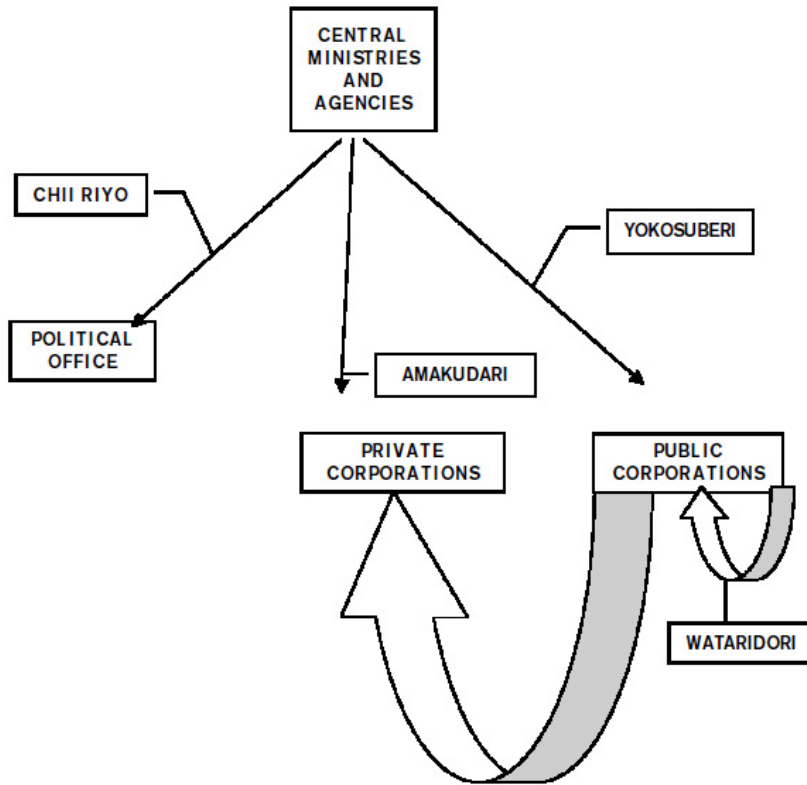 CENTRAL
MINISTRIES
AND
AGENCIES
CHII RIYO
YOKOSUBERI
POLITICAL
OFFICE
AMAKUDARI
PRIVATE
CORPORATIONS
PUBLIC
CORPORATIONS
WATARIDORI